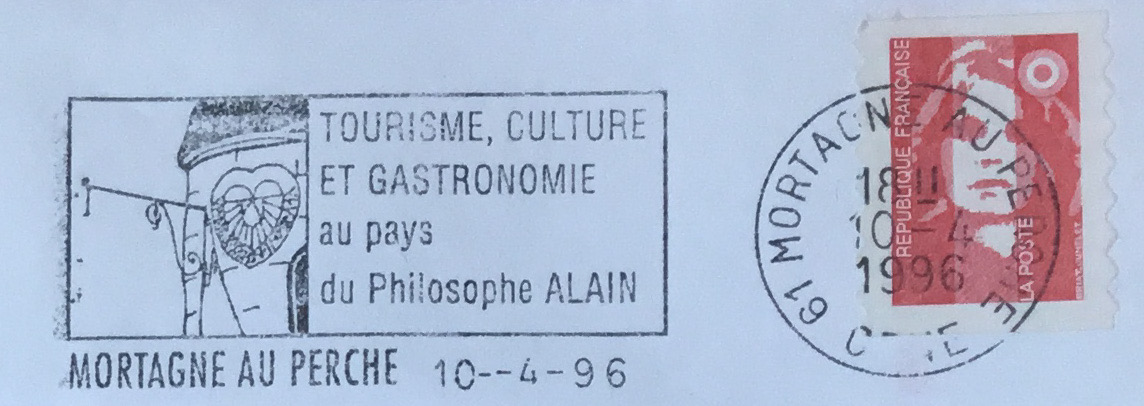 TOURISME, CULTURE
ET GASTRONOMIE
au pays
du Philosophe ALAIN
MORTAGNE AU PERCHE 10--4-96
61 MORTAGNE AU PERCHE
18 H
10 - 4
1996
ORNE
RÉPUBLIQUE FRANÇAISE
LA POSTE